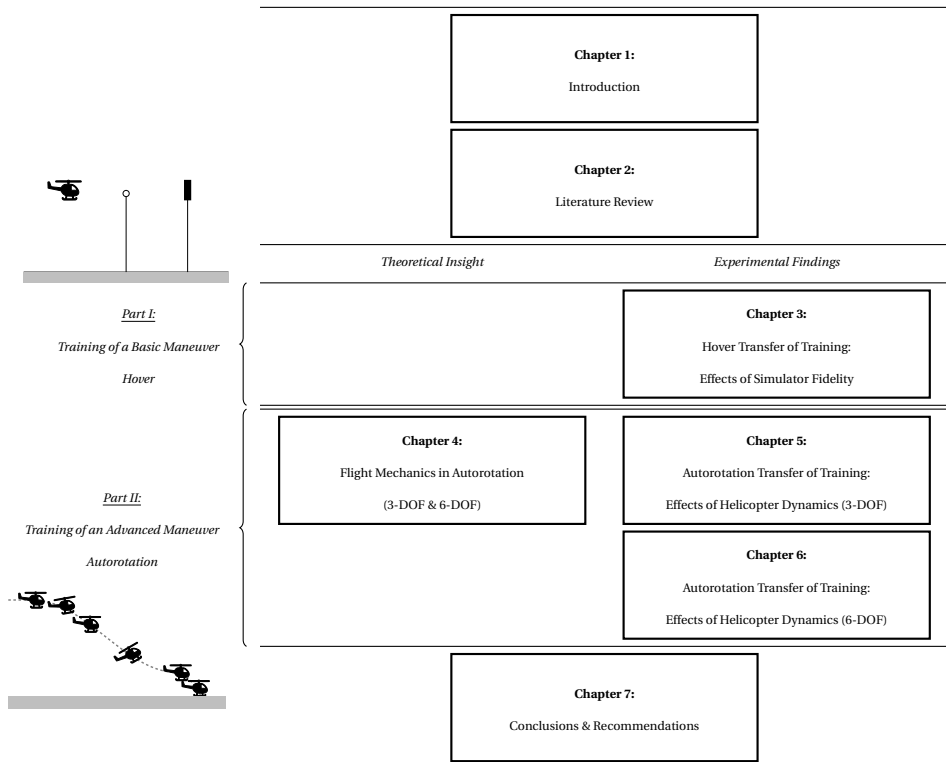 Chapter 1:
Introduction
Chapter 2:
Literature Review
Theoretical Insight
Experimental Findings
Part I:
Training of a Basic Maneuver
Hover
Chapter 3:
Hover Transfer of Training:
Effects of Simulator Fidelity
Part II:
Training of an Advanced Maneuver
Autorotation
Chapter 4:
Flight Mechanics in Autorotation
(3-DOF & 6-DOF)
Chapter 5:
Autorotation Transfer of Training:
Effects of Helicopter Dynamics (3-DOF)
Chapter 6:
Autorotation Transfer of Training:
Effects of Helicopter Dynamics (6-DOF)
Chapter 7:
Conclusions & Recommendations